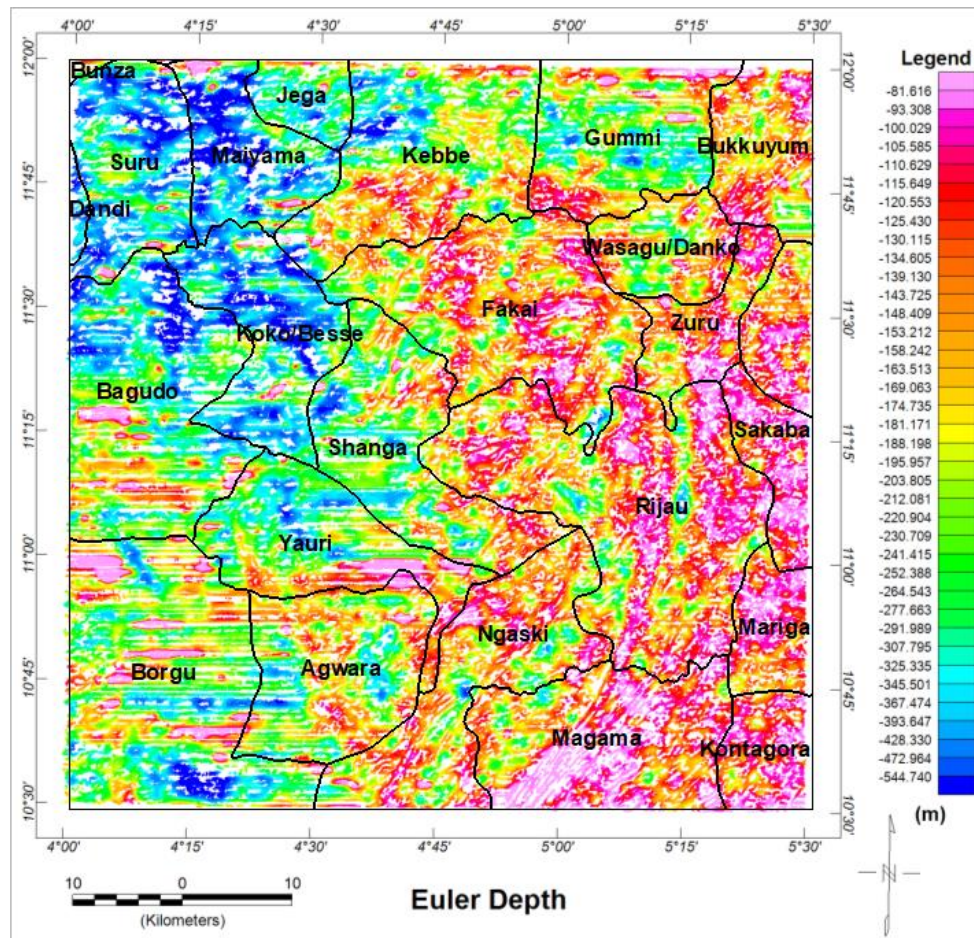 4°00' 4°15' 4°30' 4°45' 5°00' 5°15' 5°30'
12°00' 12°00'
Bunza
Jega
Gummi
Bukkuyum
Suru
Maiyama
Kebbe
11°45' 11°45'
Dandi
Wasagu/Danko
11°30' 11°30'
Fakai
Zuru
Koko/Besse
Bagudo
11°15' 11°15'
Sakaba
Shanga
Rijau
Yauri
11°00' 11°00'
Mariga
Ngaski
Borgu
Agwara
10°45' 10°45'
Magama
Kontagora
10°30' 10°30'
4°00' 4°15' 4°30' 4°45' 5°00' 5°15' 5°30'
Legend
-81.616
-93.308
-100.029
-105.585
-110.629
-115.649
-120.553
-125.430
-130.115
-134.605
-139.130
-143.725
-148.409
-153.212
-158.242
-163.513
-169.063
-174.735
-181.171
-188.198
-195.957
-203.805
-212.081
-220.904
-230.709
-241.415
-252.388
-264.543
-277.663
-291.989
-307.795
-325.335
-345.501
-367.474
-393.647
-428.330
-472.964
-544.740
(m)
10 0 10
(Kilometers)
Euler Depth
N